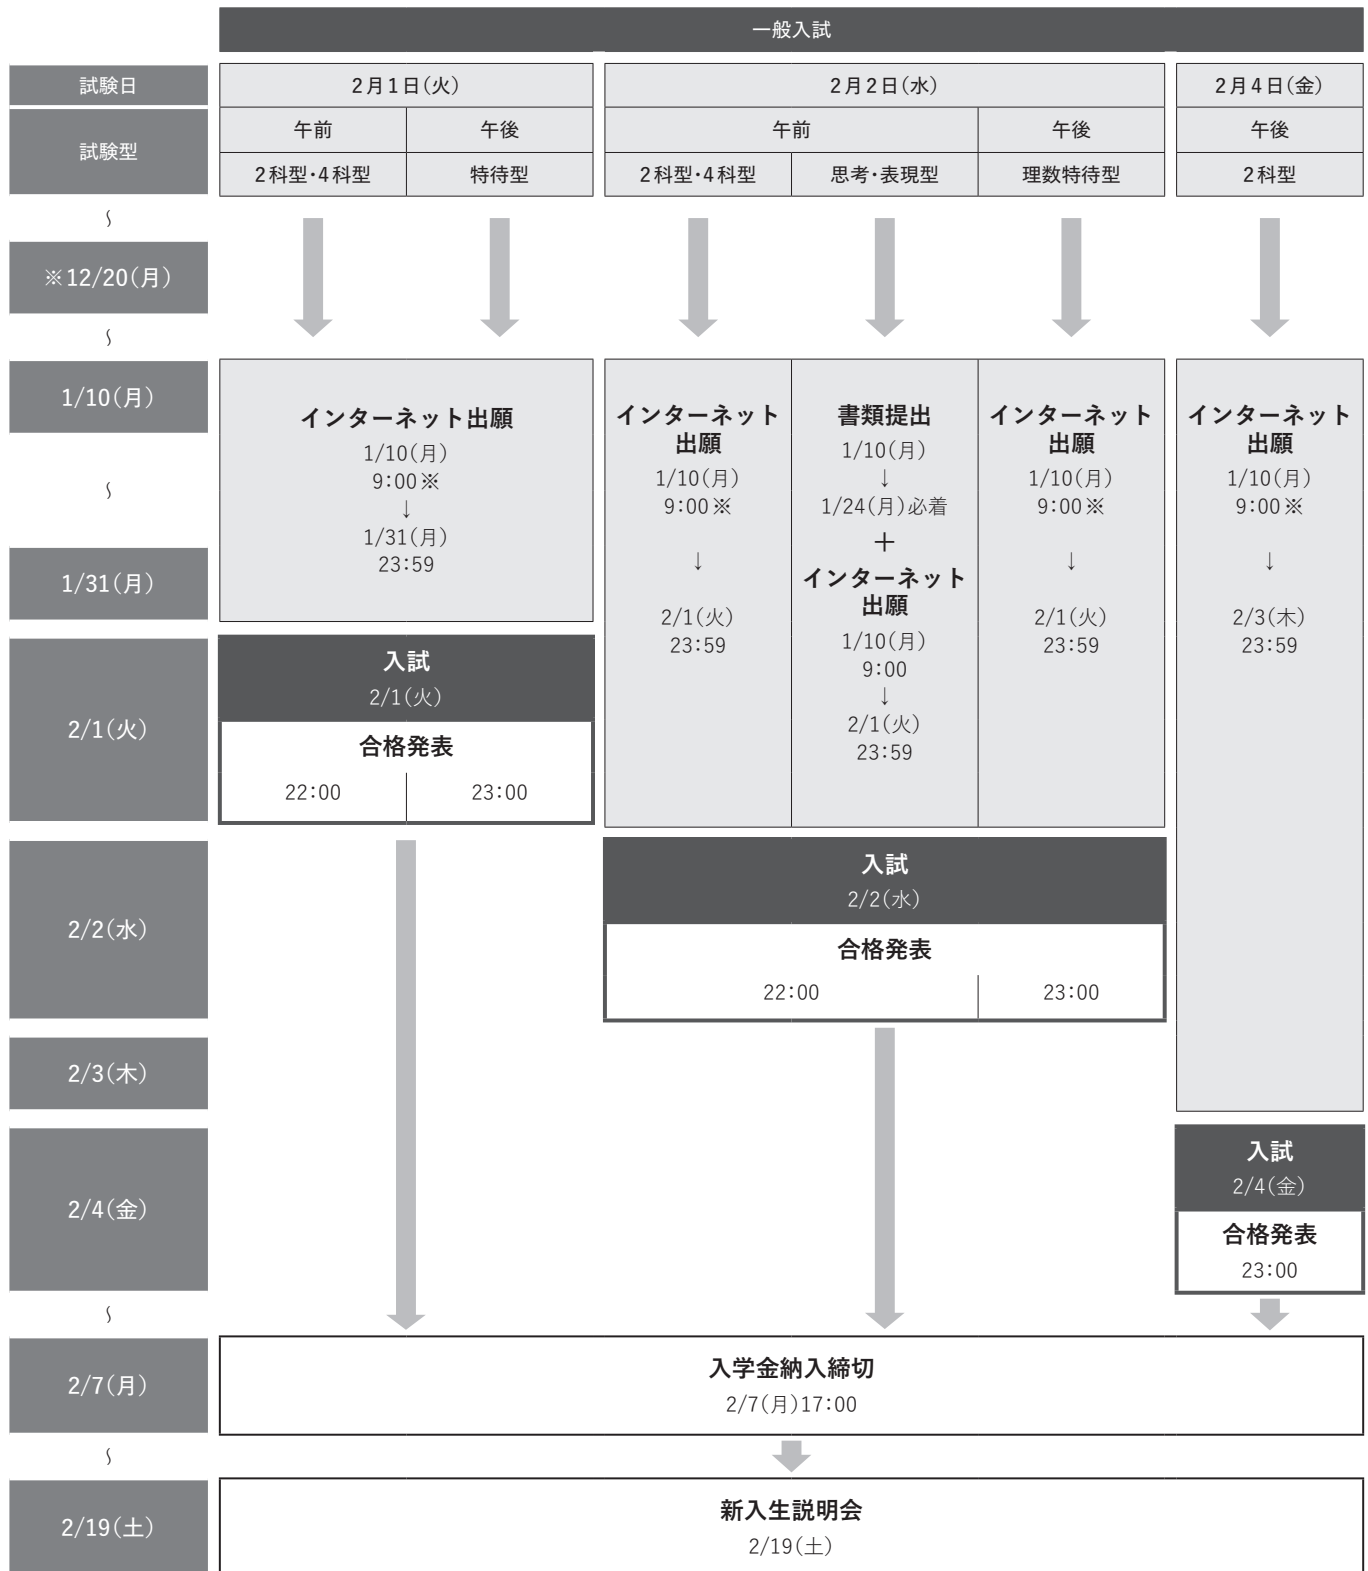 一般入試
試験日
2月1日(火)
2月2日(水)
2月4日(金)
試験型
午前
午後
午前
午後
午後
2科型・4科型
特待型
2科型・4科型
思考・表現型
理数特待型
2科型
〜
※12/20(月)
〜
1/10(月)
〜
1/31(月)
インターネット出願
1/10(月)
9:00※
↓
1/31(月)
23:59
インターネット
出願
1/10(月)
9:00※
↓
2/1(火)
23:59
書類提出
1/10(月)
↓
1/24(月)必着
+
インターネット
出願
1/10(月)
9:00
↓
2/1(火)
23:59
インターネット
出願
1/10(月)
9:00※
↓
2/1(火)
23:59
インターネット
出願
1/10(月)
9:00※
↓
2/3(木)
23:59
2/1(火)
入試
2/1(火)
合格発表
22:00
23:00
2/2(水)
入試
2/2(水)
合格発表
22:00
23:00
2/3(木)
2/4(金)
入試
2/4(金)
合格発表
23:00
〜
2/7(月)
入学金納入締切
2/7(月)17:00
〜
2/19(土)
新入生説明会
2/19(土)